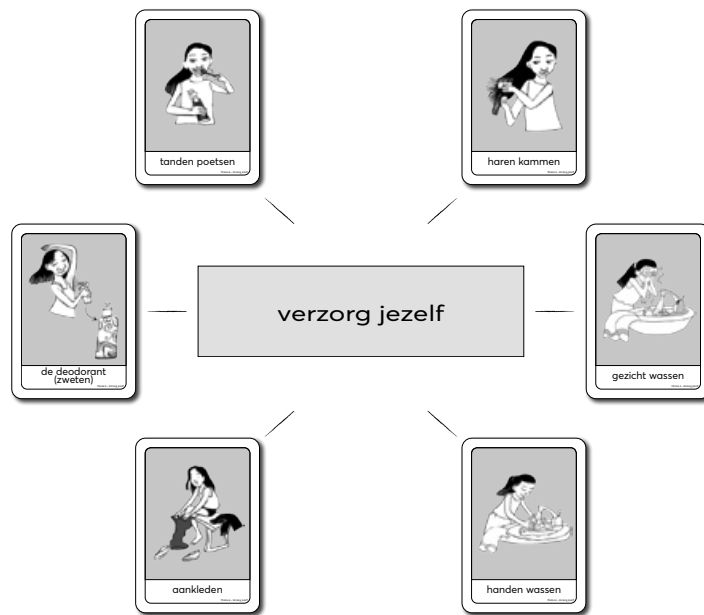 tanden poetsen
haren kammen
de deodorant
(zweten)
verzorg jezelf
gezicht wassen
aankleden
handen wassen